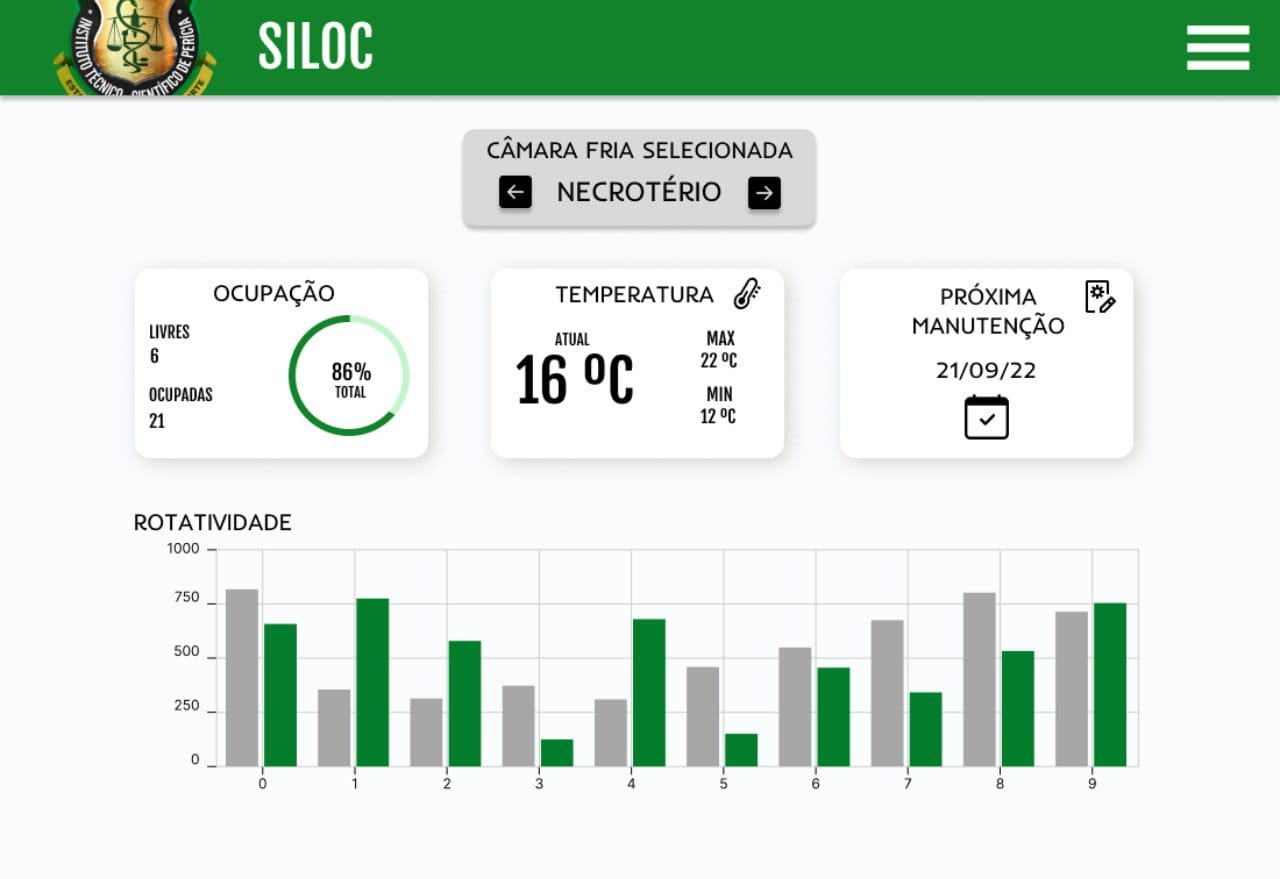 INSTITUTO TÉCNICO-CIENTÍFICO DE PERÍCIA
SILOC
CÂMARA FRIA SELECIONADA
NECROTÉRIO
OCUPAÇÃO
LIVRES
6
OCUPADAS
21
86%
TOTAL
TEMPERATURA
ATUAL
16 ºC
MAX
22 ºC
MIN
12 ºC
PRÓXIMA
MANUTENÇÃO
21/09/22
ROTATIVIDADE
1000
750
500
250
0
0 1 2 3 4 5 6 7 8 9